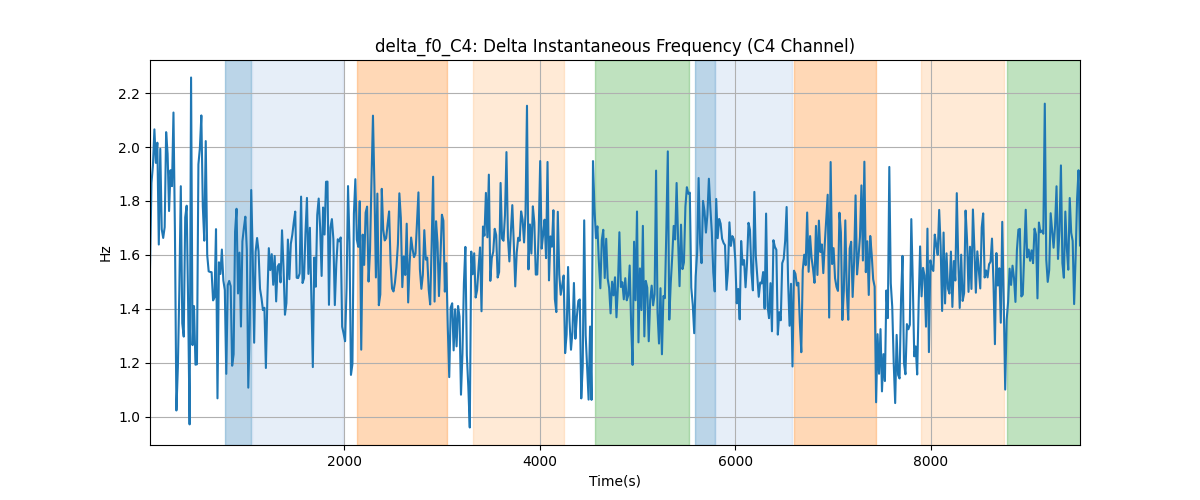 delta_f0_C4: Delta Instantaneous Frequency (C4 Channel)
Hz
2.2
2.0
1.8
1.6
1.4
1.2
1.0
2000 4000 6000 8000
Time(s)